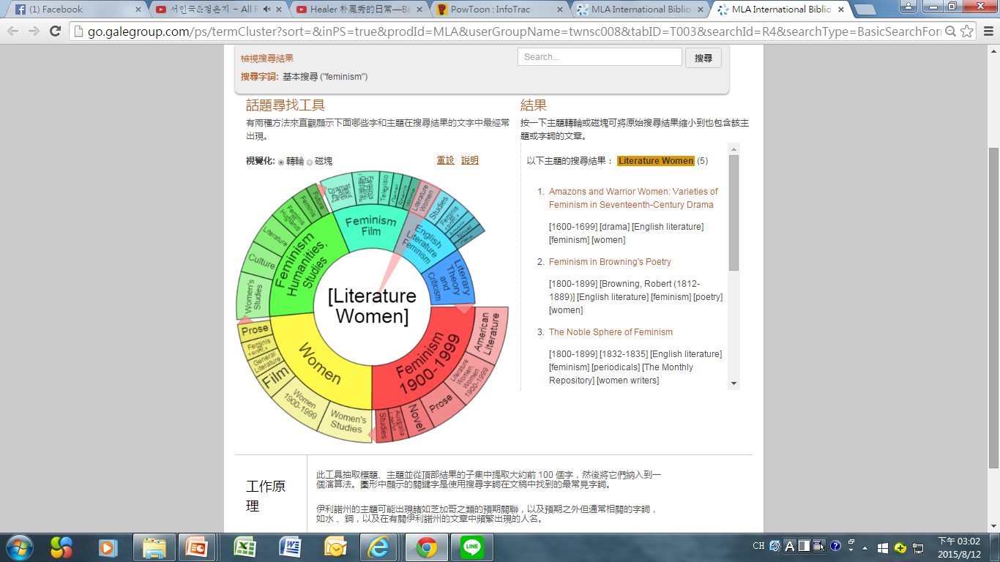 (1) Facebook
서인국은정은지 - All F
Healer 朴鳳秀的日常—Ba
PowToon : InfoTrac
MLA International Biblio
MLA International Biblio
go.galegroup.com/ps/termCluster?sort=&inPS=true&prodId=MLA&userGroupName=twnsc008&tabID=T003&searchId=R4&searchType=BasicSearchFor
檢視搜尋結果
Search...
搜尋
搜尋字詞: 基本搜尋 ("feminism")
話題尋找工具
有兩種方法來直觀顯示下面哪些字和主題在搜尋結果的文字中最經常
出現。
視覺化: 轉輪 磁塊
重設 說明
Feminism
Film
English
Literature
Feminism
Literary
Theory
and
Criticism
Feminism
1900-1999
Women
Feminism
Humanities,
Studies
[Literature
Women]
Literature
Women
Studies
American
Literature
Literature
Women,
Women
1900-1999
Prose
Novel
Studies
Women's
Studies
Women
1900-1999
Film
General
Literature
Prose
Women's
Studies
Culture
Literature
Future
結果
按一下主題轉輪或磁塊可將原始搜尋結果縮小到也包含該主
題或字詞的文章。
以下主題的搜尋結果： Literature Women (5)
1. Amazons and Warrior Women: Varieties of
Feminism in Seventeenth-Century Drama
[1600-1699] [drama] [English literature]
[feminism] [women]
2. Feminism in Browning's Poetry
[1800-1899] [Browning, Robert (1812-
1889)] [English literature] [feminism] [poetry]
[women]
3. The Noble Sphere of Feminism
[1800-1899] [1832-1835] [English literature]
[feminism] [periodicals] [The Monthly
Repository] [women writers]
工作原
理
此工具抽取標題、主題並從頂部結果的子集中提取大約前 100 個字，然後將它們納入到一
個演算法。圖形中顯示的關鍵字是使用搜尋字詞在文稿中找到的最常見字詞。
伊利諾州的主題可能出現諸如芝加哥之類的預期關聯，以及預期之外但通常相關的字詞，
如水、鋼，以及在有關伊利諾州的文章中頻繁出現的人名。
LINE
CH
下午 03:02
2015/8/12